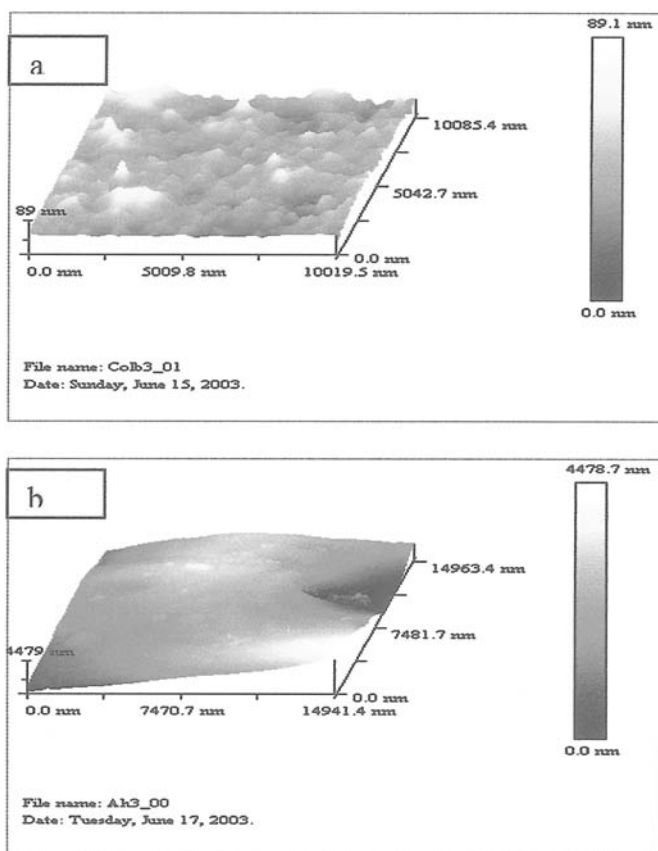 89.1 nm
a
10085.4 nm
5042.7 nm
89 nm
0.0 nm
0.0 nm 5009.8 nm 10019.5 nm
0.0 nm
File name: Colb3_01
Date: Sunday, June 15, 2003.
4478.7 nm
b
14963.4 nm
7481.7 nm
4479 nm
0.0 nm
0.0 nm 7470.7 nm 14941.4 nm
0.0 nm
File name: Ah3_00
Date: Tuesday, June 17, 2003.